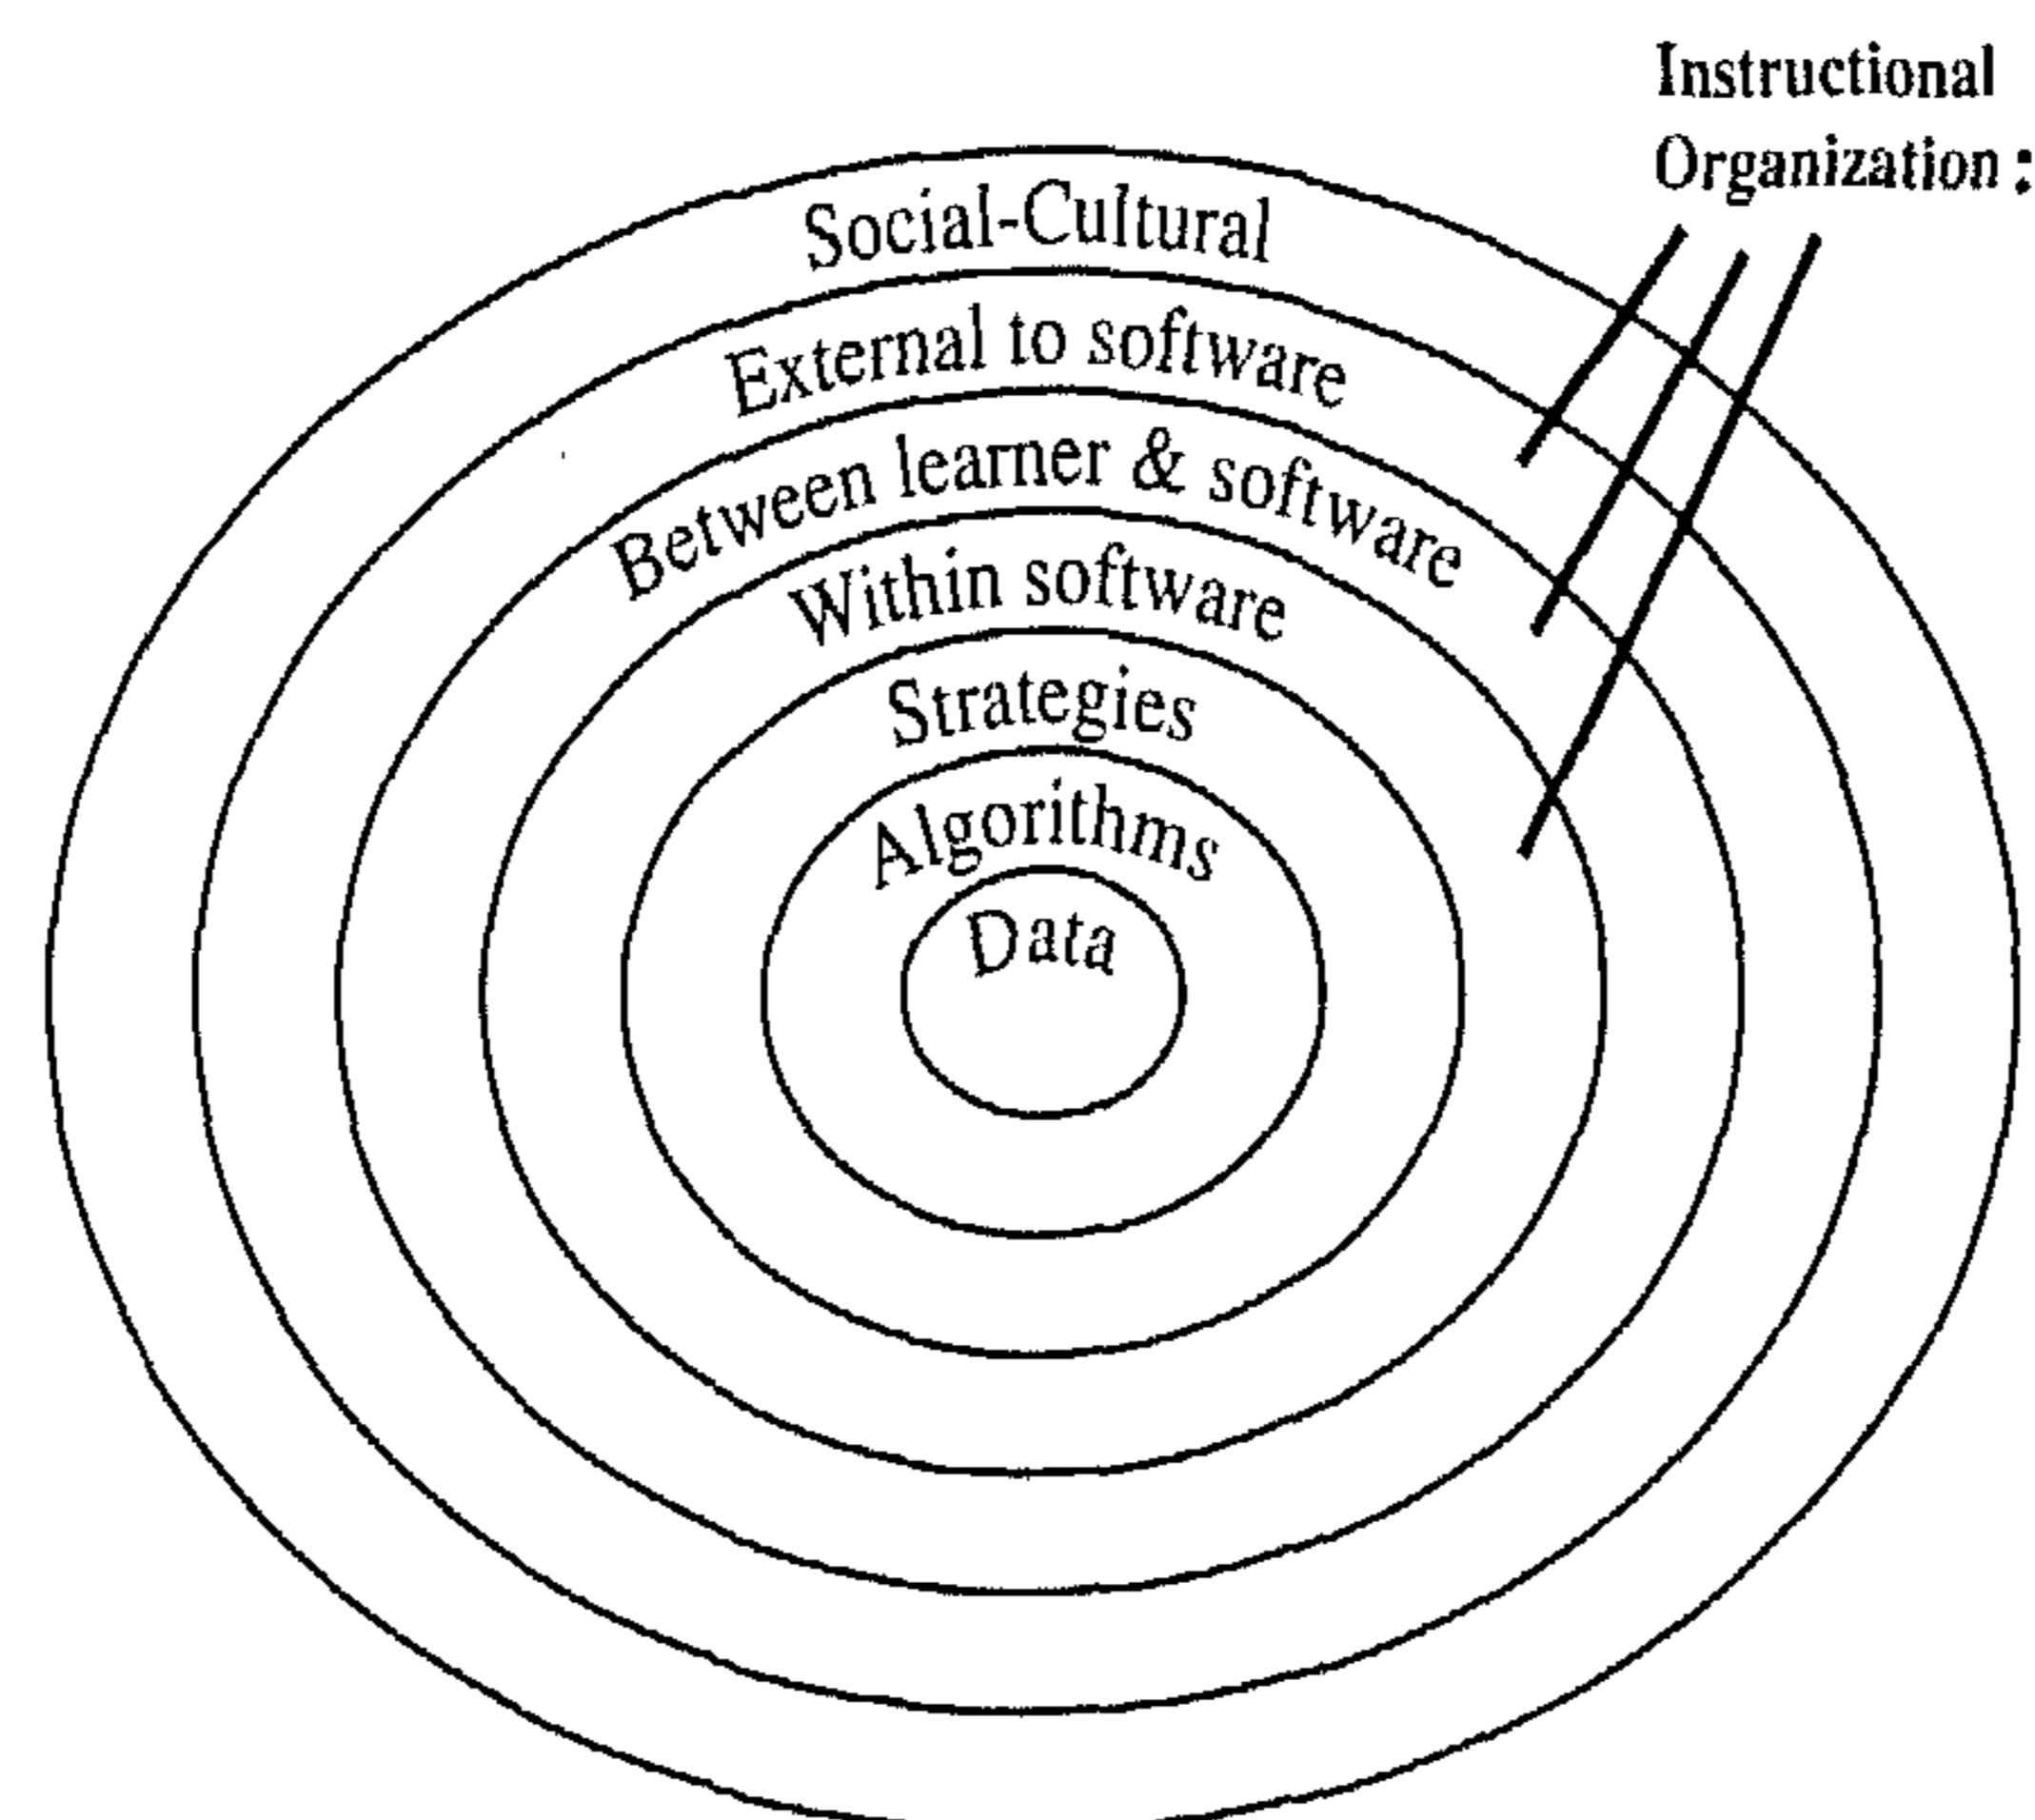 Instructional
Organization :
Social-Cultural
External to software
Between learner & software
Within software
Strategies
Algorithms
Data